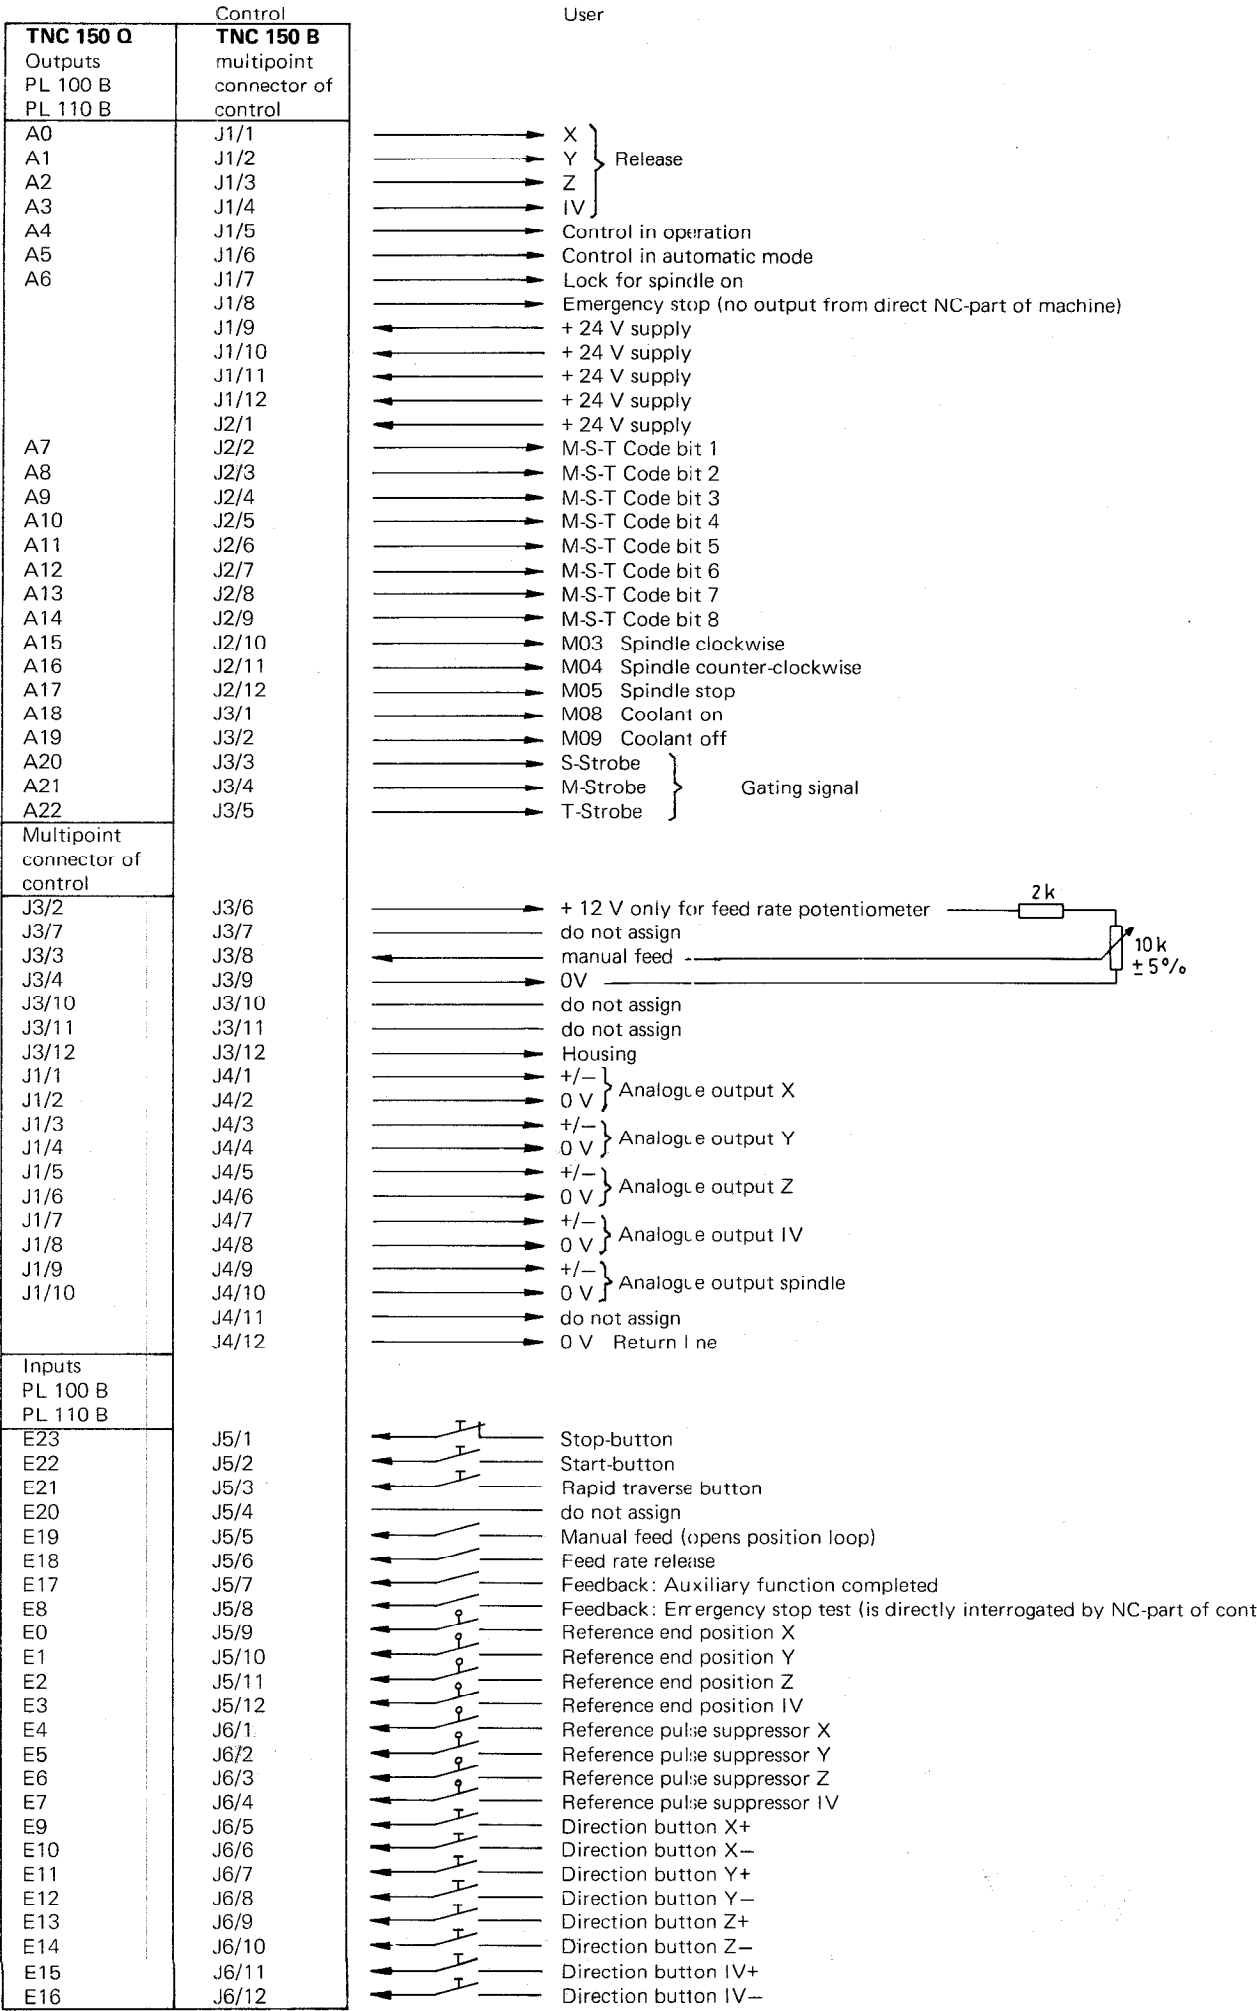 Control User
TNC 150 Q TNC 150 B
Outputs multipoint
PL 100 B connector of
PL 110 B control
A0 J1/1 X
A1 J1/2 Y Release
A2 J1/3 Z
A3 J1/4 IV
A4 J1/5 Control in operation
A5 J1/6 Control in automatic mode
A6 J1/7 Lock for spindle on
J1/8 Emergency stop (no output from direct NC-part of machine)
J1/9 + 24 V supply
J1/10 + 24 V supply
J1/11 + 24 V supply
J1/12 + 24 V supply
J2/1 + 24 V supply
A7 J2/2 M-S-T Code bit 1
A8 J2/3 M-S-T Code bit 2
A9 J2/4 M-S-T Code bit 3
A10 J2/5 M-S-T Code bit 4
A11 J2/6 M-S-T Code bit 5
A12 J2/7 M-S-T Code bit 6
A13 J2/8 M-S-T Code bit 7
A14 J2/9 M-S-T Code bit 8
A15 J2/10 M03 Spindle clockwise
A16 J2/11 M04 Spindle counter-clockwise
A17 J2/12 M05 Spindle stop
A18 J3/1 M08 Coolant on
A19 J3/2 M09 Coolant off
A20 J3/3 S-Strobe
A21 J3/4 M-Strobe Gating signal
A22 J3/5 T-Strobe
Multipoint
connector of
control
2k
J3/2 J3/6 + 12 V only for feed rate potentiometer
J3/7 J3/7 do not assign
10k
J3/3 J3/8 manual feed
±5%
J3/4 J3/9 0V
J3/10 J3/10 do not assign
J3/11 J3/11 do not assign
J3/12 J3/12 Housing
J1/1 J4/1 +/− Analogue output X
J1/2 J4/2 0 V
J1/3 J4/3 +/− Analogue output Y
J1/4 J4/4 0 V
J1/5 J4/5 +/− Analogue output Z
J1/6 J4/6 0 V
J1/7 J4/7 +/− Analogue output IV
J1/8 J4/8 0 V
J1/9 J4/9 +/− Analogue output spindle
J1/10 J4/10 0 V
J4/11 do not assign
J4/12 0 V Return line
Inputs
PL 100 B
PL 110 B
E23 J5/1 Stop-button
E22 J5/2 Start-button
E21 J5/3 Rapid traverse button
E20 J5/4 do not assign
E19 J5/5 Manual feed (opens position loop)
E18 J5/6 Feed rate release
E17 J5/7 Feedback: Auxiliary function completed
E8 J5/8 Feedback: Emergency stop test (is directly interrogated by NC-part of cont
E0 J5/9 Reference end position X
E1 J5/10 Reference end position Y
E2 J5/11 Reference end position Z
E3 J5/12 Reference end position IV
E4 J6/1 Reference pulse suppressor X
E5 J6/2 Reference pulse suppressor Y
E6 J6/3 Reference pulse suppressor Z
E7 J6/4 Reference pulse suppressor IV
E9 J6/5 Direction button X+
E10 J6/6 Direction button X−
E11 J6/7 Direction button Y+
E12 J6/8 Direction button Y−
E13 J6/9 Direction button Z+
E14 J6/10 Direction button Z−
E15 J6/11 Direction button IV+
E16 J6/12 Direction button IV−